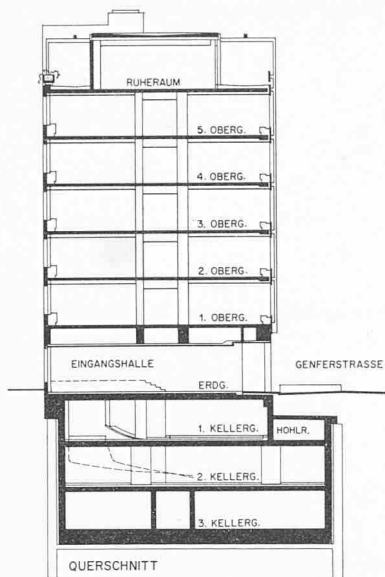 RUHERAUM
5. OBERG.
4. OBERG.
3. OBERG.
2. OBERG.
1. OBERG.
EINGANGSHALLE
GENFERSTRASSE
ERDG.
1. KELLERG.
HOHLR.
2. KELLERG.
3. KELLERG.
QUERSCHNITT